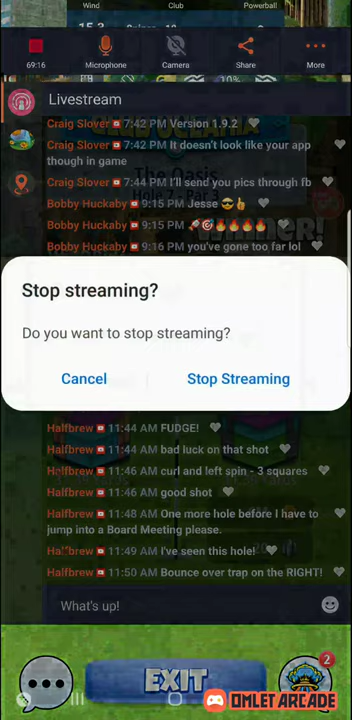 Wind Club Powerball
15.3
69:16 Microphone Camera Share More
10%
Livestream
Craig Slover 7:42 PM Version 1.9.2
Craig Slover 7:42 PM It doesn't look like your app
though in game
The Oasis
Craig Slover 7:44 PM I'll send you pics through fb
Bobby Huckaby 9:15 PM Jesse 😎👍
Bobby Huckaby 9:15 PM 🚀🎯🔥🔥🔥🔥
Bobby Huckaby 9:16 PM you've gone too far lol
Stop streaming?
Do you want to stop streaming?
Cancel Stop Streaming
Halfbrew 11:44 AM FUDGE!
Halfbrew 11:44 AM bad luck on that shot
Halfbrew 11:46 AM curl and left spin - 3 squares
Halfbrew 11:46 AM good shot
Halfbrew 11:48 AM One more hole before I have to
jump into a Board Meeting please.
Halfbrew 11:49 AM I've seen this hole!
Halfbrew 11:50 AM Bounce over trap on the RIGHT!
What's up!
EXIT
2
OMLET ARCADE